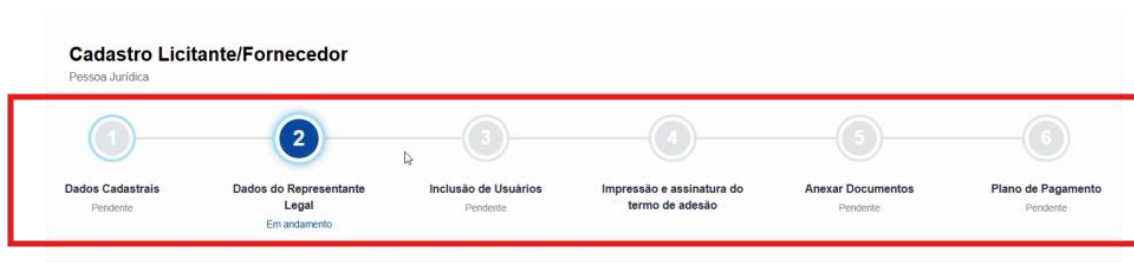 Cadastro Licitante/Fornecedor
Pessoa Jurídica
1
2
3
4
5
6
Dados Cadastrais
Pendente
Dados do Representante
Legal
Em andamento
Inclusão de Usuários
Pendente
Impressão e assinatura do
termo de adesão
Anexar Documentos
Pendente
Plano de Pagamento
Pendente